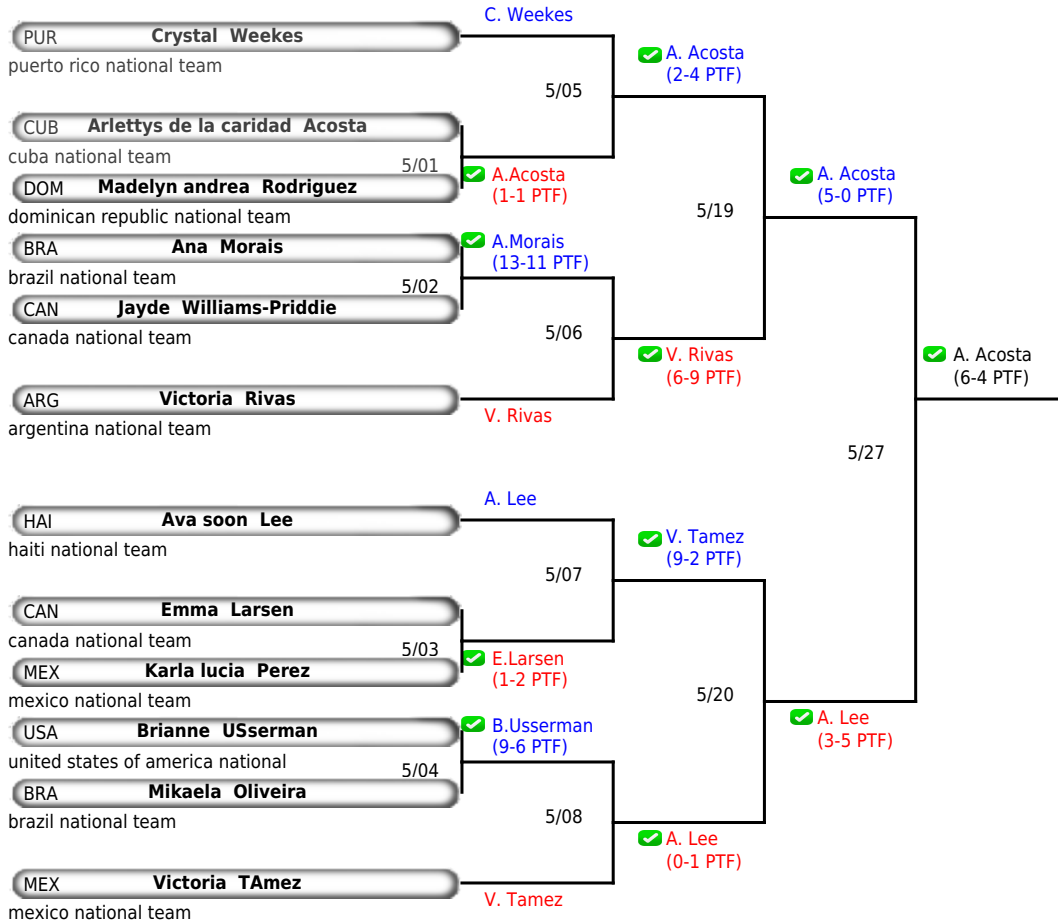 C. Weekes
PUR Crystal Weekes
puerto rico national team
A. Acosta
(2-4 PTF)
5/05
CUB Arlettys de la caridad Acosta
cuba national team
5/01
A.Acosta
(1-1 PTF)
DOM Madelyn andrea Rodriguez
dominican republic national team
A. Acosta
(5-0 PTF)
5/19
BRA Ana Morais
brazil national team
A.Morais
(13-11 PTF)
5/02
CAN Jayde Williams-Priddie
canada national team
5/06
V. Rivas
(6-9 PTF)
A. Acosta
(6-4 PTF)
ARG Victoria Rivas
argentina national team
V. Rivas
5/27
A. Lee
HAI Ava soon Lee
haiti national team
V. Tamez
(9-2 PTF)
5/07
CAN Emma Larsen
canada national team
5/03
E.Larsen
(1-2 PTF)
MEX Karla lucia Perez
mexico national team
5/20
A. Lee
(3-5 PTF)
USA Brianne USserman
united states of america national
B.Usserman
(9-6 PTF)
5/04
BRA Mikaela Oliveira
brazil national team
5/08
A. Lee
(0-1 PTF)
MEX Victoria TAmez
mexico national team
V. Tamez